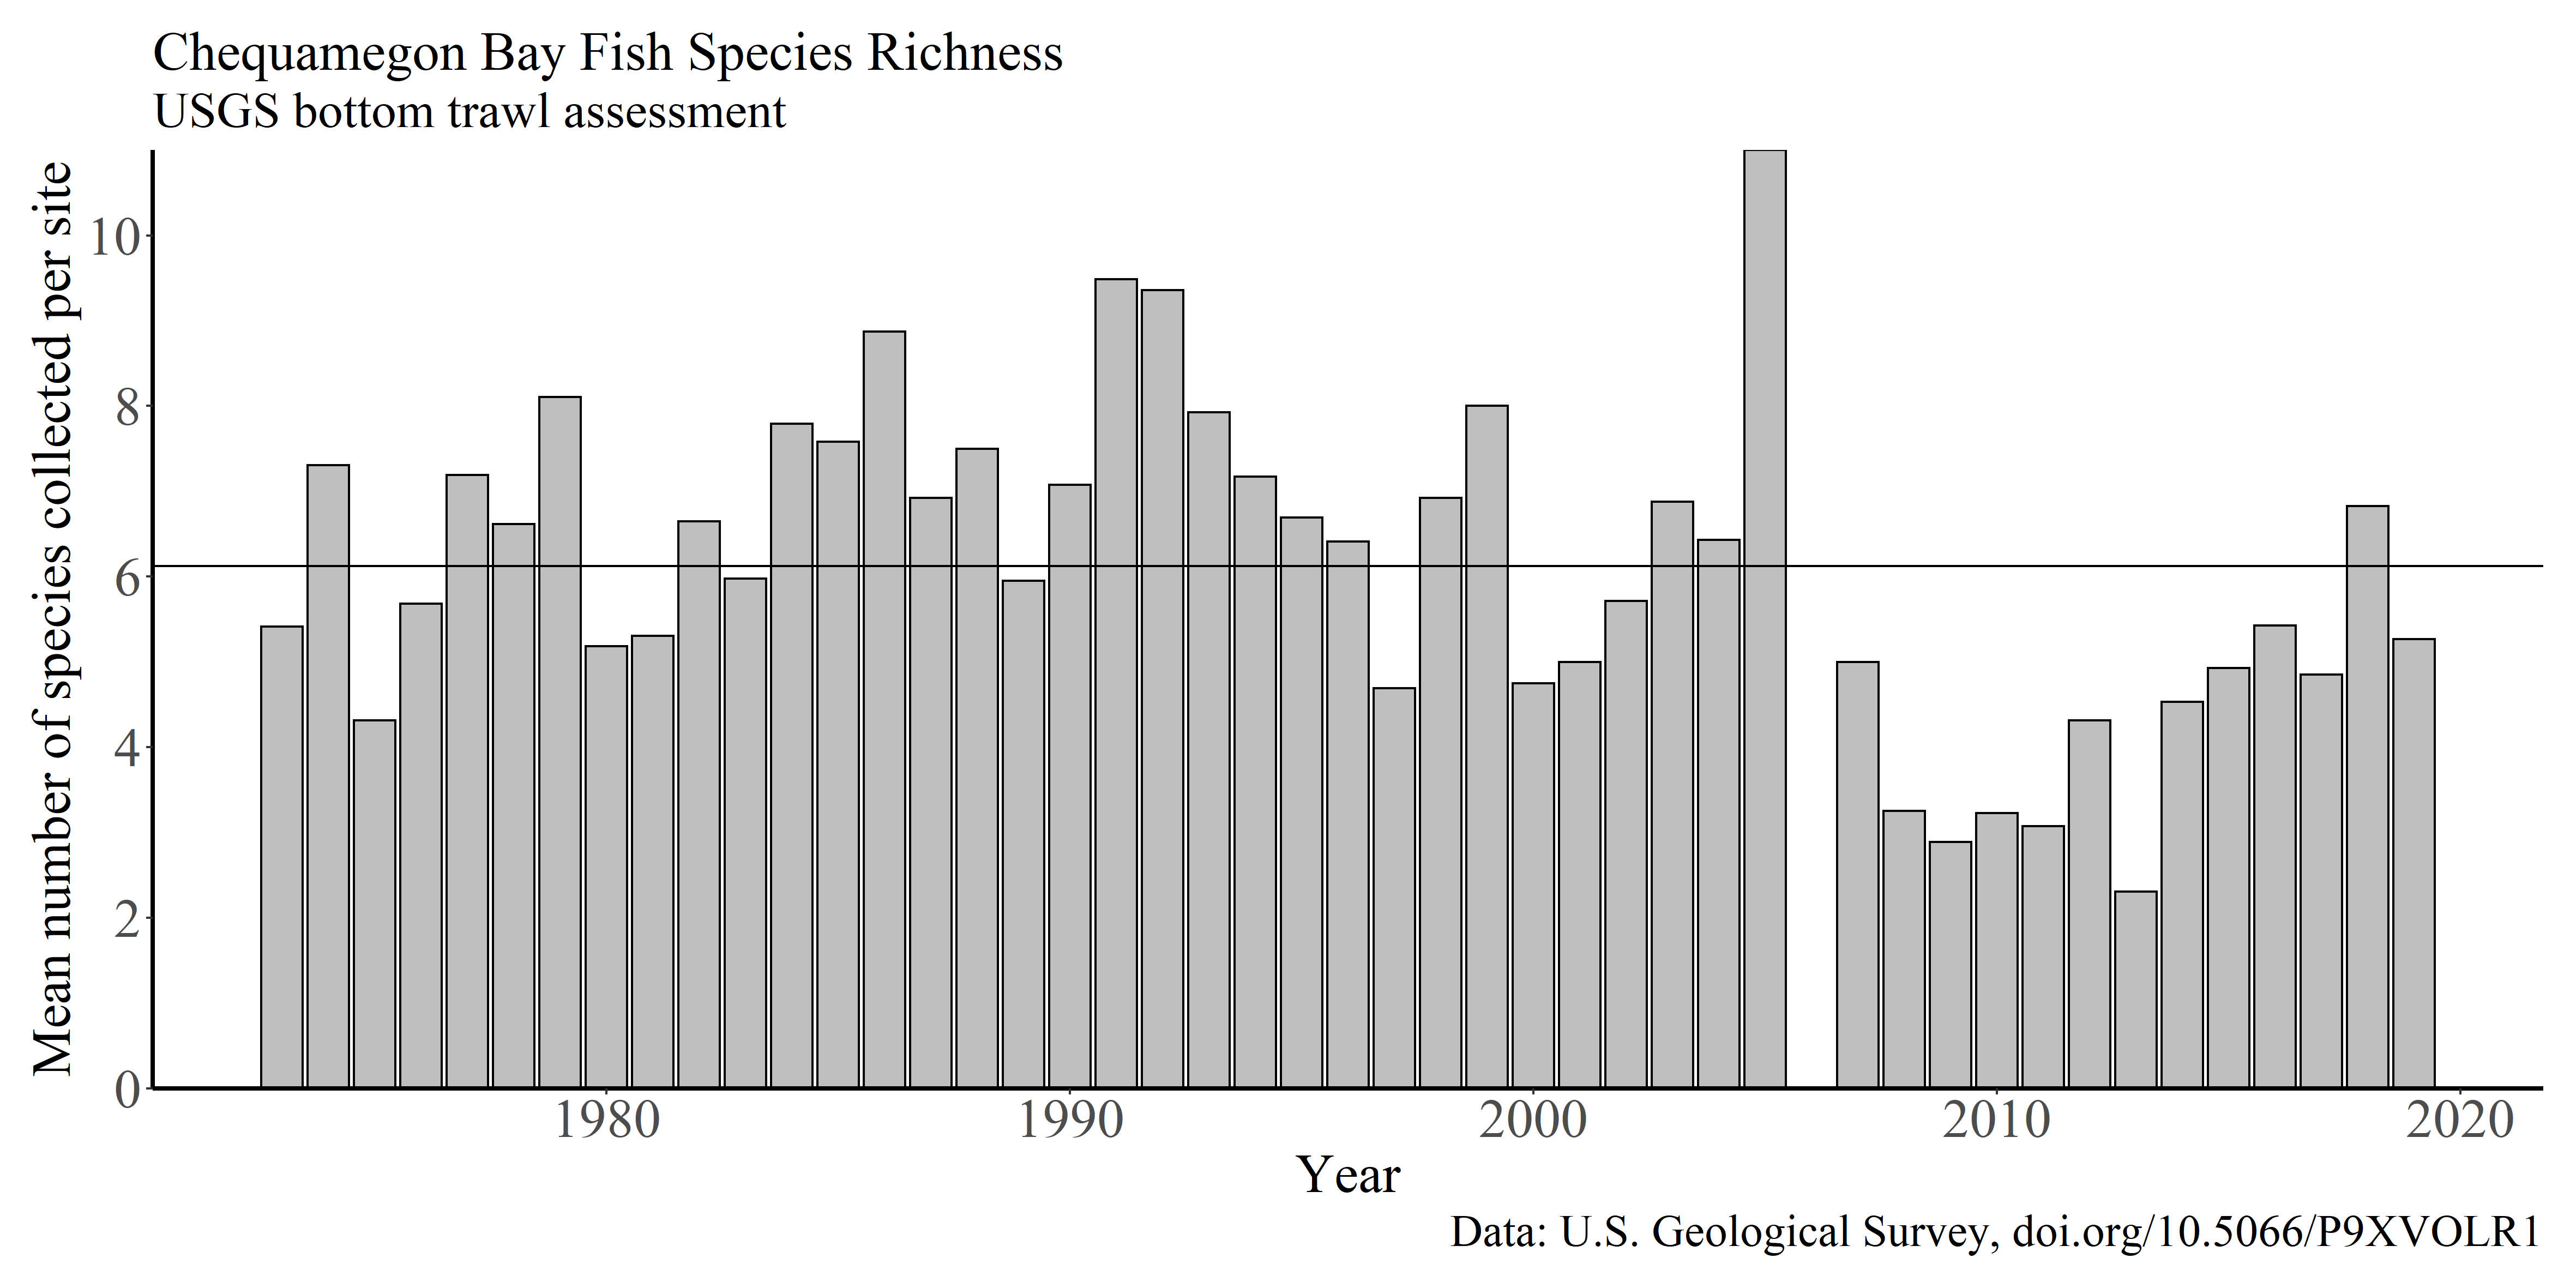 Chequamegon Bay Fish Species Richness
USGS bottom trawl assessment
Mean number of species collected per site
10
8
6
4
2
0
1980
1990
2000
2010
2020
Year
Data: U.S. Geological Survey, doi.org/10.5066/P9XVOLR1